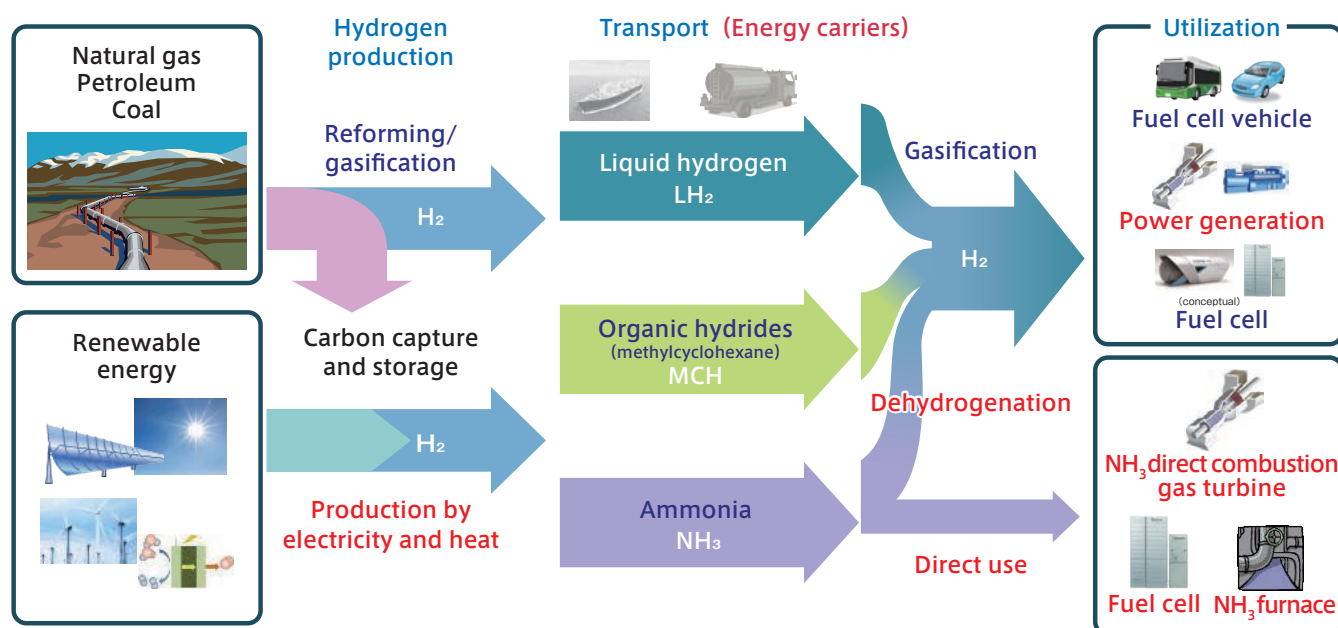 Natural gas
Petroleum
Coal
Renewable
energy
Hydrogen
production
Reforming/
gasification
H₂
Carbon capture
and storage
H₂
Production by
electricity and heat
Transport (Energy carriers)
Liquid hydrogen
LH₂
Organic hydrides
(methylcyclohexane)
MCH
Ammonia
NH₃
Gasification
H₂
Dehydrogenation
Direct use
Utilization
Fuel cell vehicle
Power generation
(conceptual)
Fuel cell
NH₃ direct combustion
gas turbine
Fuel cell
NH₃ furnace